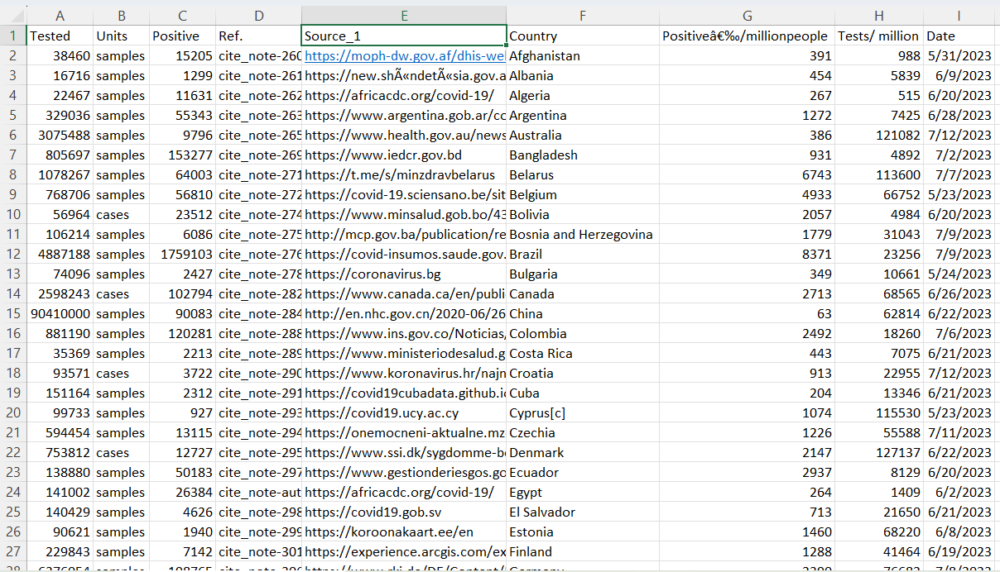 A B C D E F G H I
1 Tested Units Positive Ref. Source_1 Country Positiveâ€‰/millionpeople Tests/ million Date
2 38460 samples 15205 cite_note-260 https://moph-dw.gov.af/dhis-we Afghanistan 391 988 5/31/2023
3 16716 samples 1299 cite_note-261 https://new.shÃ«ndetÃ«sia.gov.a Albania 454 5839 6/9/2023
4 22467 samples 11631 cite_note-262 https://africacdc.org/covid-19/ Algeria 267 515 6/20/2023
5 329036 samples 55343 cite_note-263 https://www.argentina.gob.ar/co Argentina 1272 7425 6/28/2023
6 3075488 samples 9796 cite_note-265 https://www.health.gov.au/news Australia 386 121082 7/12/2023
7 805697 samples 153277 cite_note-269 https://www.iedcr.gov.bd Bangladesh 931 4892 7/2/2023
8 1078267 samples 64003 cite_note-271 https://t.me/s/minzdravbelarus Belarus 6743 113600 7/7/2023
9 768706 samples 56810 cite_note-272 https://covid-19.sciensano.be/sit Belgium 4933 66752 5/23/2023
10 56964 cases 23512 cite_note-274 https://www.minsalud.gob.bo/43 Bolivia 2057 4984 6/20/2023
11 106214 samples 6086 cite_note-275 http://mcp.gov.ba/publication/re Bosnia and Herzegovina 1779 31043 7/9/2023
12 4887188 samples 1759103 cite_note-276 https://covid-insumos.saude.gov. Brazil 8371 23256 7/9/2023
13 74096 samples 2427 cite_note-278 https://coronavirus.bg Bulgaria 349 10661 5/24/2023
14 2598243 cases 102794 cite_note-282 https://www.canada.ca/en/publi Canada 2713 68565 6/26/2023
15 90410000 samples 90083 cite_note-284 http://en.nhc.gov.cn/2020-06/26 China 63 62814 6/22/2023
16 881190 samples 120281 cite_note-288 https://www.ins.gov.co/Noticias/ Colombia 2492 18260 7/6/2023
17 35369 samples 2213 cite_note-289 https://www.ministeriodesalud.g Costa Rica 443 7075 6/21/2023
18 93571 cases 3722 cite_note-290 https://www.koronavirus.hr/najn Croatia 913 22955 7/12/2023
19 151164 samples 2312 cite_note-291 https://covid19cubadata.github.io Cuba 204 13346 6/21/2023
20 99733 samples 927 cite_note-293 https://covid19.ucy.ac.cy Cyprus[c] 1074 115530 5/23/2023
21 594454 samples 13115 cite_note-294 https://onemocneni-aktualne.mz Czechia 1226 55588 7/11/2023
22 753812 cases 12727 cite_note-295 https://www.ssi.dk/sygdomme-b Denmark 2147 127137 6/22/2023
23 138880 samples 50183 cite_note-297 https://www.gestionderiesgos.go Ecuador 2937 8129 6/20/2023
24 141002 samples 26384 cite_note-aut https://africacdc.org/covid-19/ Egypt 264 1409 6/2/2023
25 140429 samples 4626 cite_note-298 https://covid19.gob.sv El Salvador 713 21650 6/21/2023
26 90621 samples 1940 cite_note-299 https://koroonakaart.ee/en Estonia 1460 68220 6/8/2023
27 229843 samples 7142 cite_note-301 https://experience.arcgis.com/ex Finland 1288 41464 6/19/2023